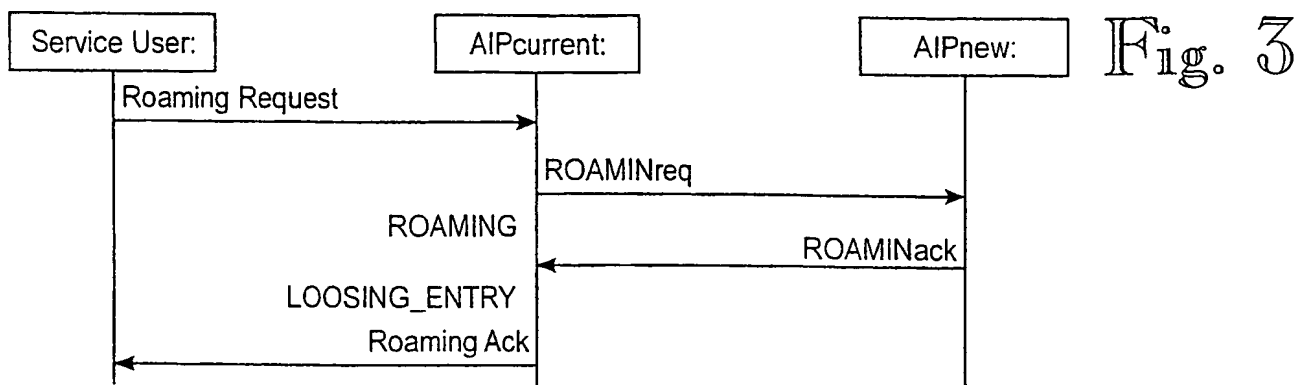 Service User:
AIPcurrent:
AIPnew:
Fig. 3
Roaming Request
ROAMINreq
ROAMING
ROAMINack
LOOSING_ENTRY
Roaming Ack